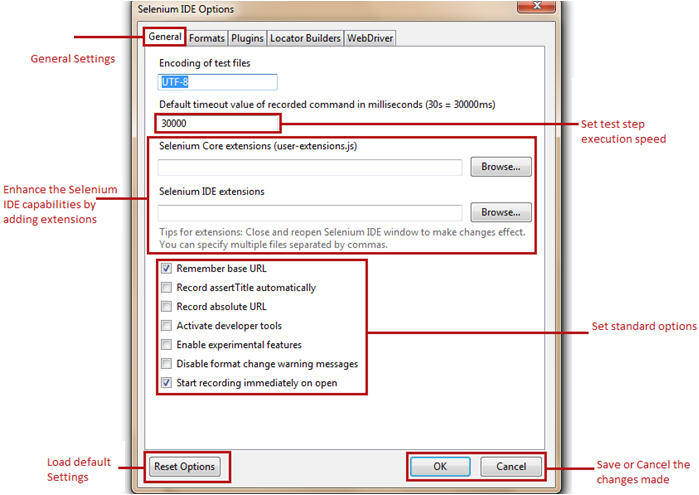 Selenium IDE Options
General Formats Plugins Locator Builders WebDriver
General Settings
Encoding of test files
UTF-8
Default timeout value of recorded command in milliseconds (30s = 30000ms)
30000
Set test step
execution speed
Selenium Core extensions (user-extensions.js)
Browse...
Enhance the Selenium
IDE capabilities by
adding extensions
Selenium IDE extensions
Browse...
Tips for extensions: Close and reopen Selenium IDE window to make changes effect.
You can specify multiple files separated by commas.
Remember base URL
Record assertTitle automatically
Record absolute URL
Activate developer tools
Enable experimental features
Disable format change warning messages
Start recording immediately on open
Set standard options
Load default
Settings
Reset Options
OK Cancel
Save or Cancel the
changes made